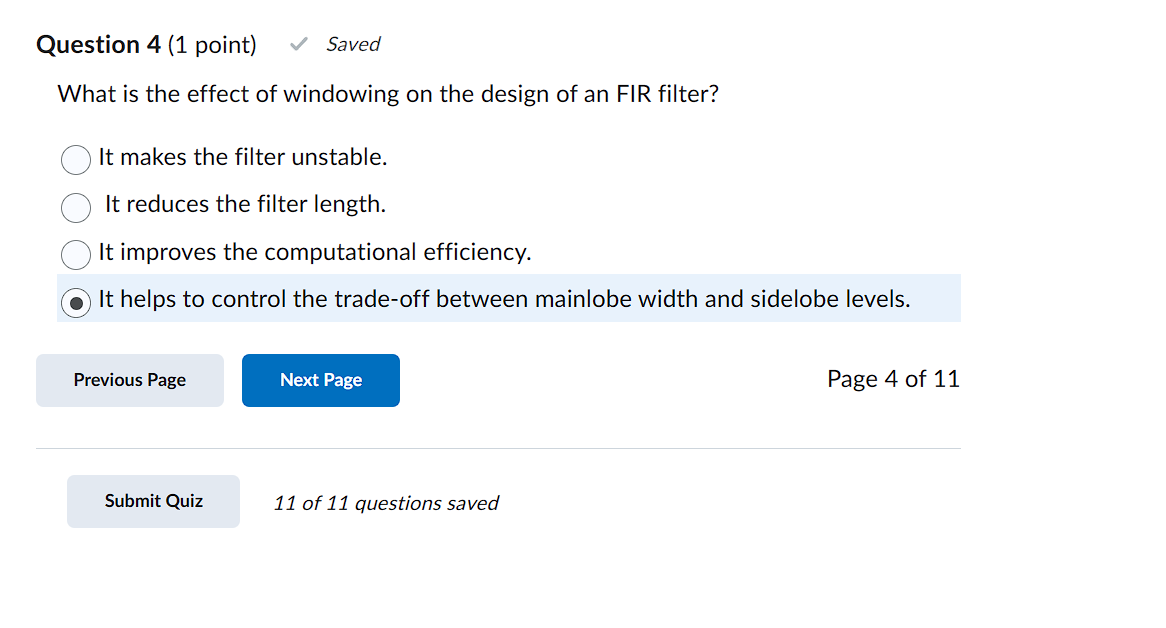 Question 4 (1 point) Saved
What is the effect of windowing on the design of an FIR filter?
It makes the filter unstable.
It reduces the filter length.
It improves the computational efficiency.
It helps to control the trade-off between mainlobe width and sidelobe levels.
Previous Page Next Page Page 4 of 11
Submit Quiz 11 of 11 questions saved